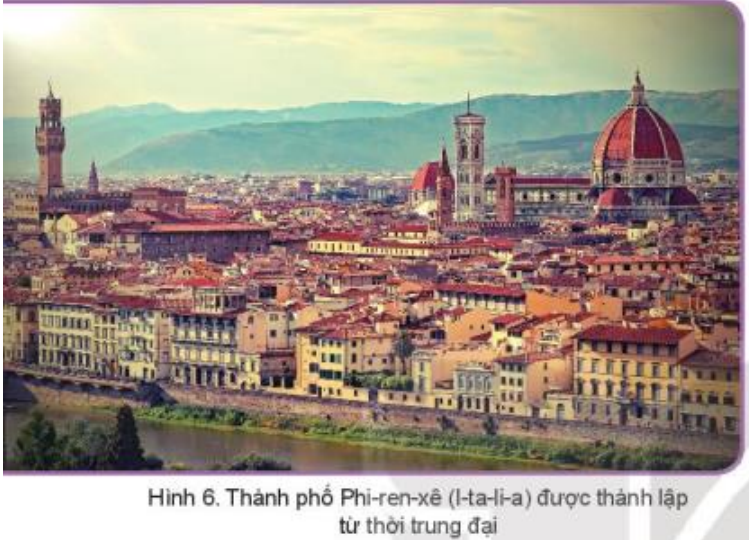 Hình 6. Thành phố Phi-ren-xê (I-ta-li-a) được thành lập
từ thời trung đại